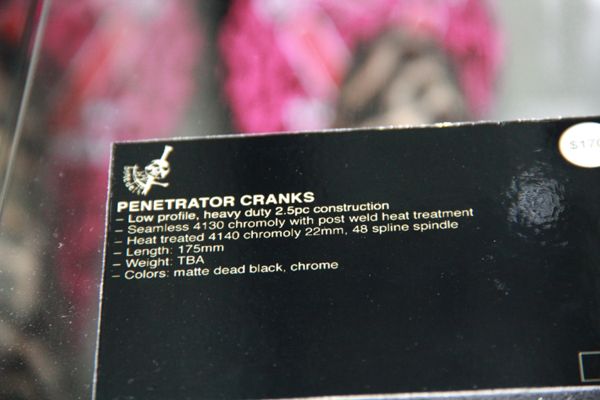 PENETRATOR CRANKS
– Low profile, heavy duty 2.5pc construction
– Seamless 4130 chromoly with post weld heat treatment
– Heat treated 4140 chromoly 22mm, 48 spline spindle
– Length: 175mm
– Weight: TBA
– Colors: matte dead black, chrome